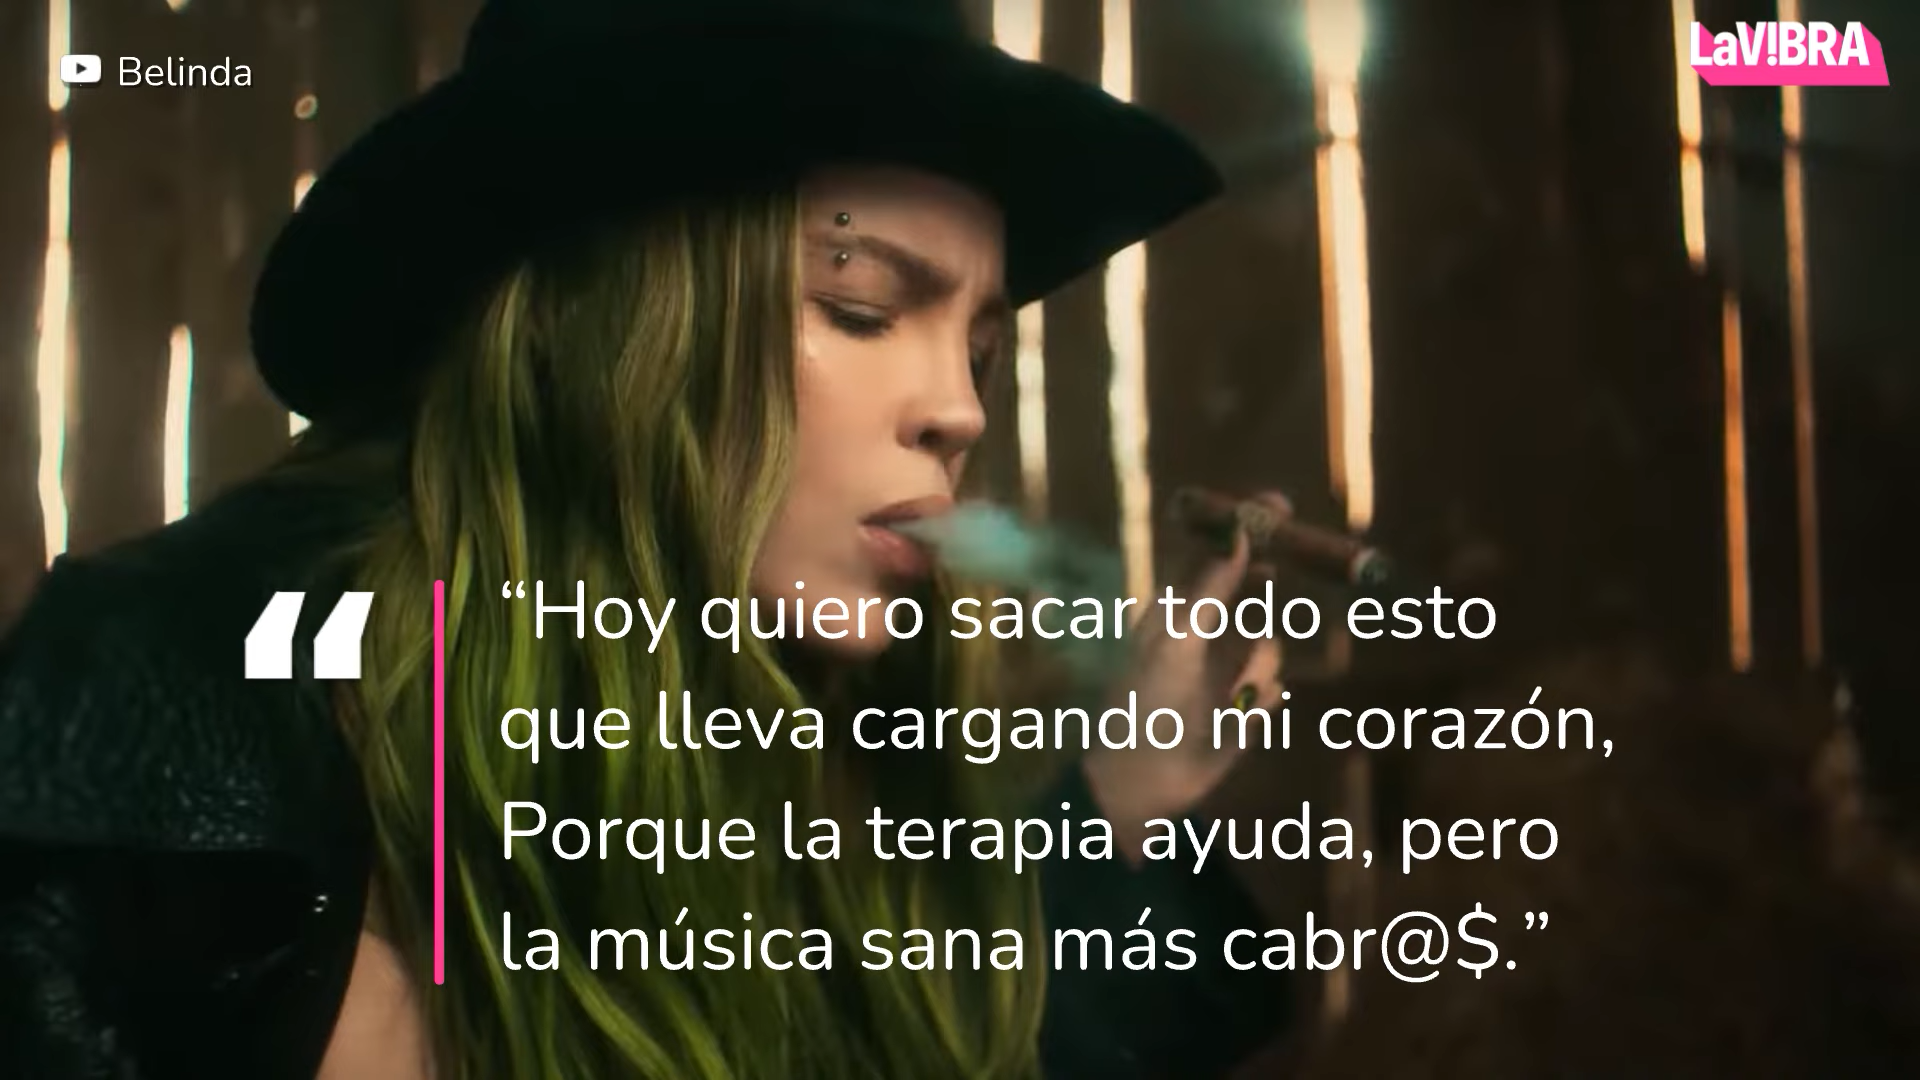 Belinda
LaV!BRA
“Hoy quiero sacar todo esto
que lleva cargando mi corazón,
Porque la terapia ayuda, pero
la música sana más cabr@$.”